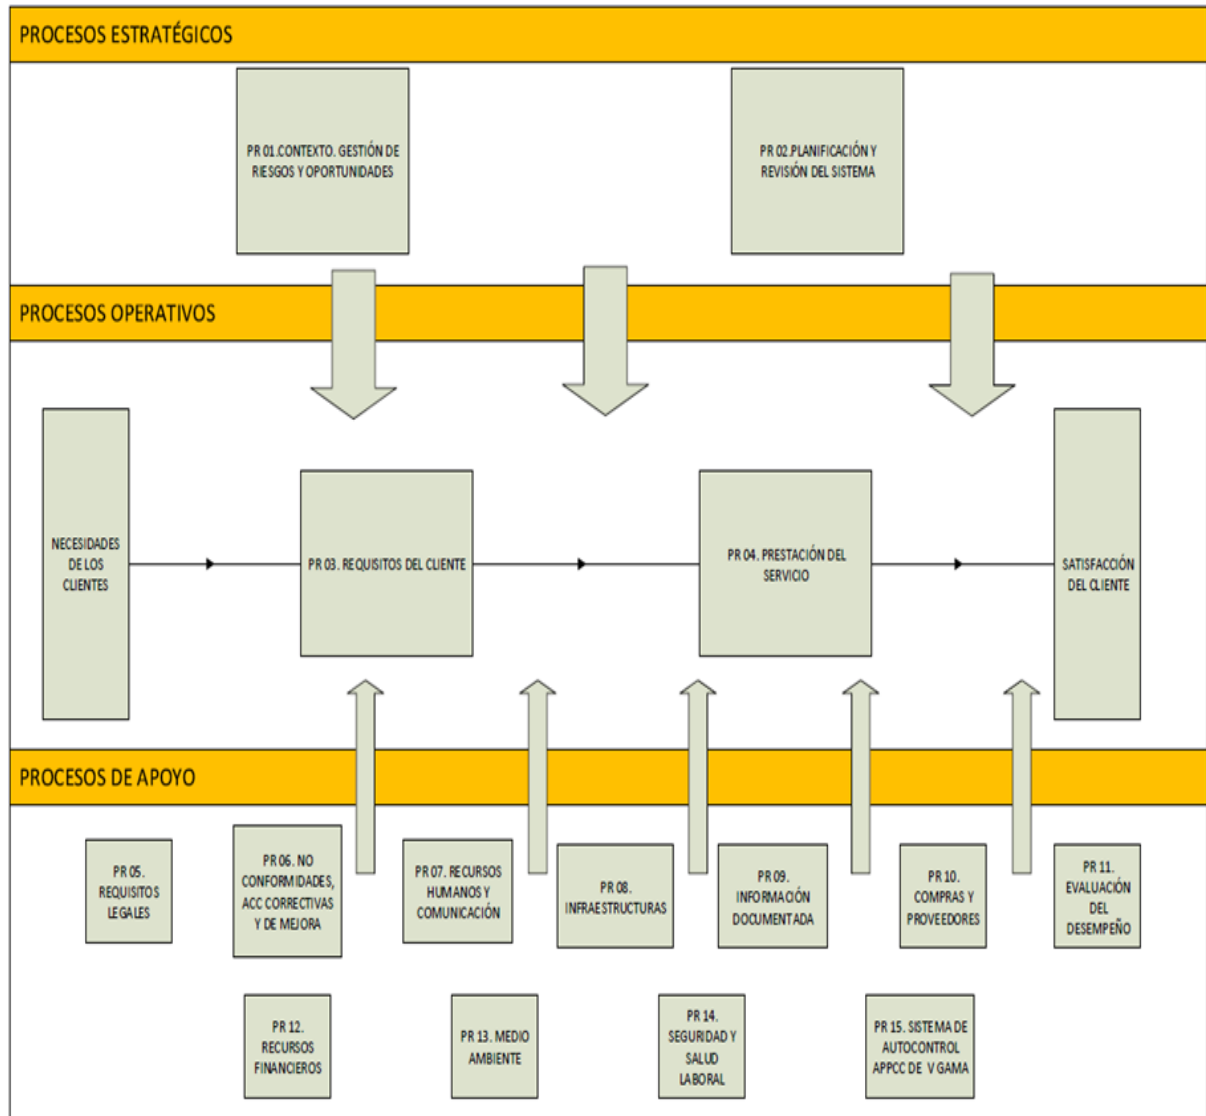 PROCESOS ESTRATÉGICOS
PR 01.CONTEXTO. GESTIÓN DE
RIESGOS Y OPORTUNIDADES
PR 02.PLANIFICACIÓN Y
REVISIÓN DEL SISTEMA
PROCESOS OPERATIVOS
NECESIDADES
DE LOS
CLIENTES
PR 03. REQUISITOS DEL CLIENTE
PR 04. PRESTACIÓN DEL
SERVICIO
SATISFACCIÓN
DEL CLIENTE
PROCESOS DE APOYO
PR 05.
REQUISITOS
LEGALES
PR 06. NO
CONFORMIDADES,
ACC CORRECTIVAS
Y DE MEJORA
PR 07. RECURSOS
HUMANOS Y
COMUNICACIÓN
PR 08.
INFRAESTRUCTURAS
PR 09.
INFORMACIÓN
DOCUMENTADA
PR 10.
COMPRAS Y
PROVEEDORES
PR 11.
EVALUACIÓN
DEL
DESEMPEÑO
PR 12.
RECURSOS
FINANCIEROS
PR 13. MEDIO
AMBIENTE
PR 14.
SEGURIDAD Y
SALUD
LABORAL
PR 15. SISTEMA DE
AUTOCONTROL
APPCC DE V GAMA